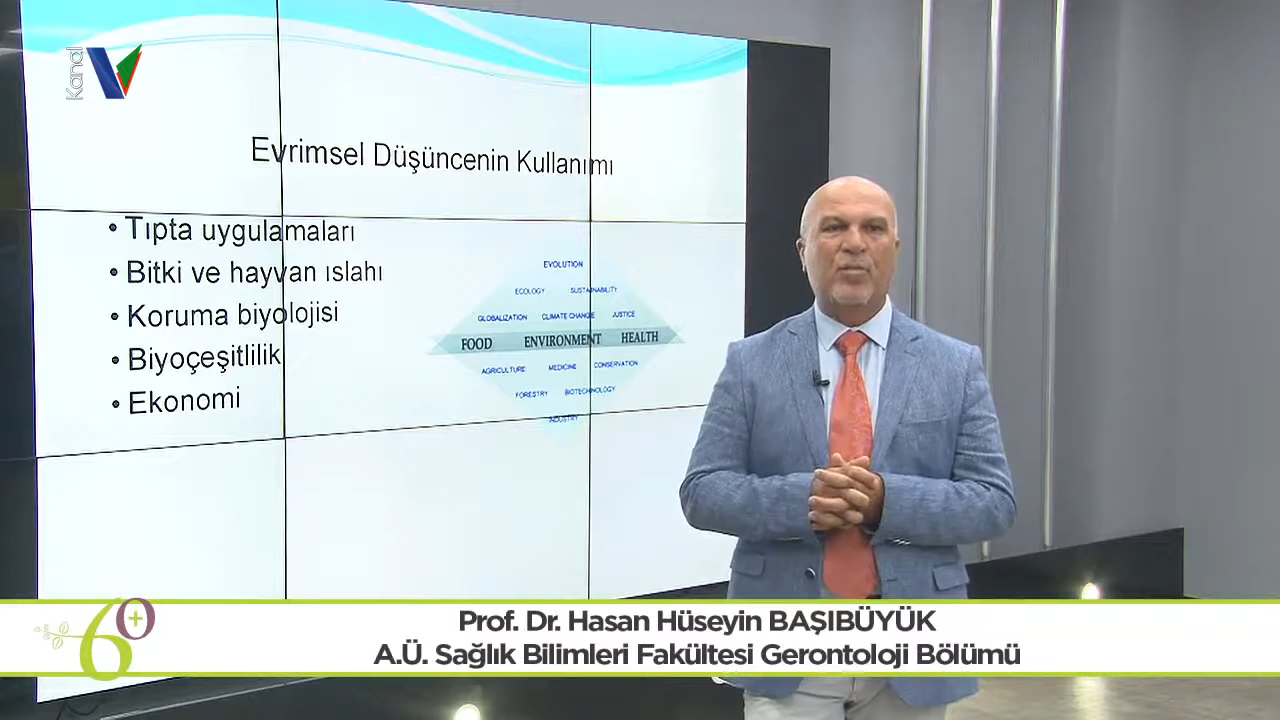 Kanal
V
Evrimsel Düşüncenin Kullanımı
• Tıpta uygulamaları
• Bitki ve hayvan ıslahı
• Koruma biyolojisi
• Biyoçeşitlilik
• Ekonomi
EVOLUTION
ECOLOGY SUSTAINABILITY
GLOBALIZATION CLIMATE CHANGE JUSTICE
FOOD ENVIRONMENT HEALTH
AGRICULTURE MEDICINE CONSERVATION
FORESTRY BIOTECHNOLOGY
INDUSTRY
60+
Prof. Dr. Hasan Hüseyin BAŞIBÜYÜK
A.Ü. Sağlık Bilimleri Fakültesi Gerontoloji Bölümü